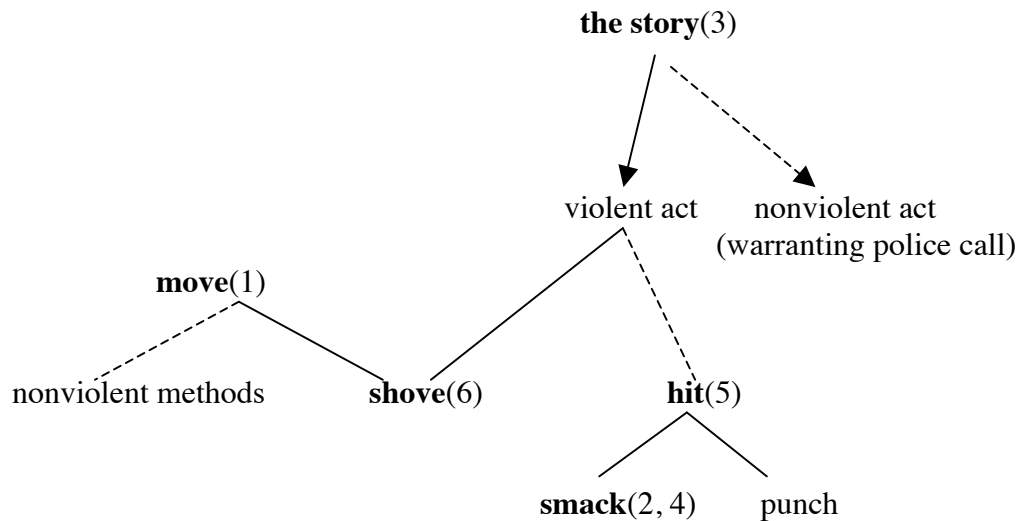 the story(3)
violent act
nonviolent act
(warranting police call)
move(1)
nonviolent methods
shove(6)
hit(5)
smack(2, 4)
punch